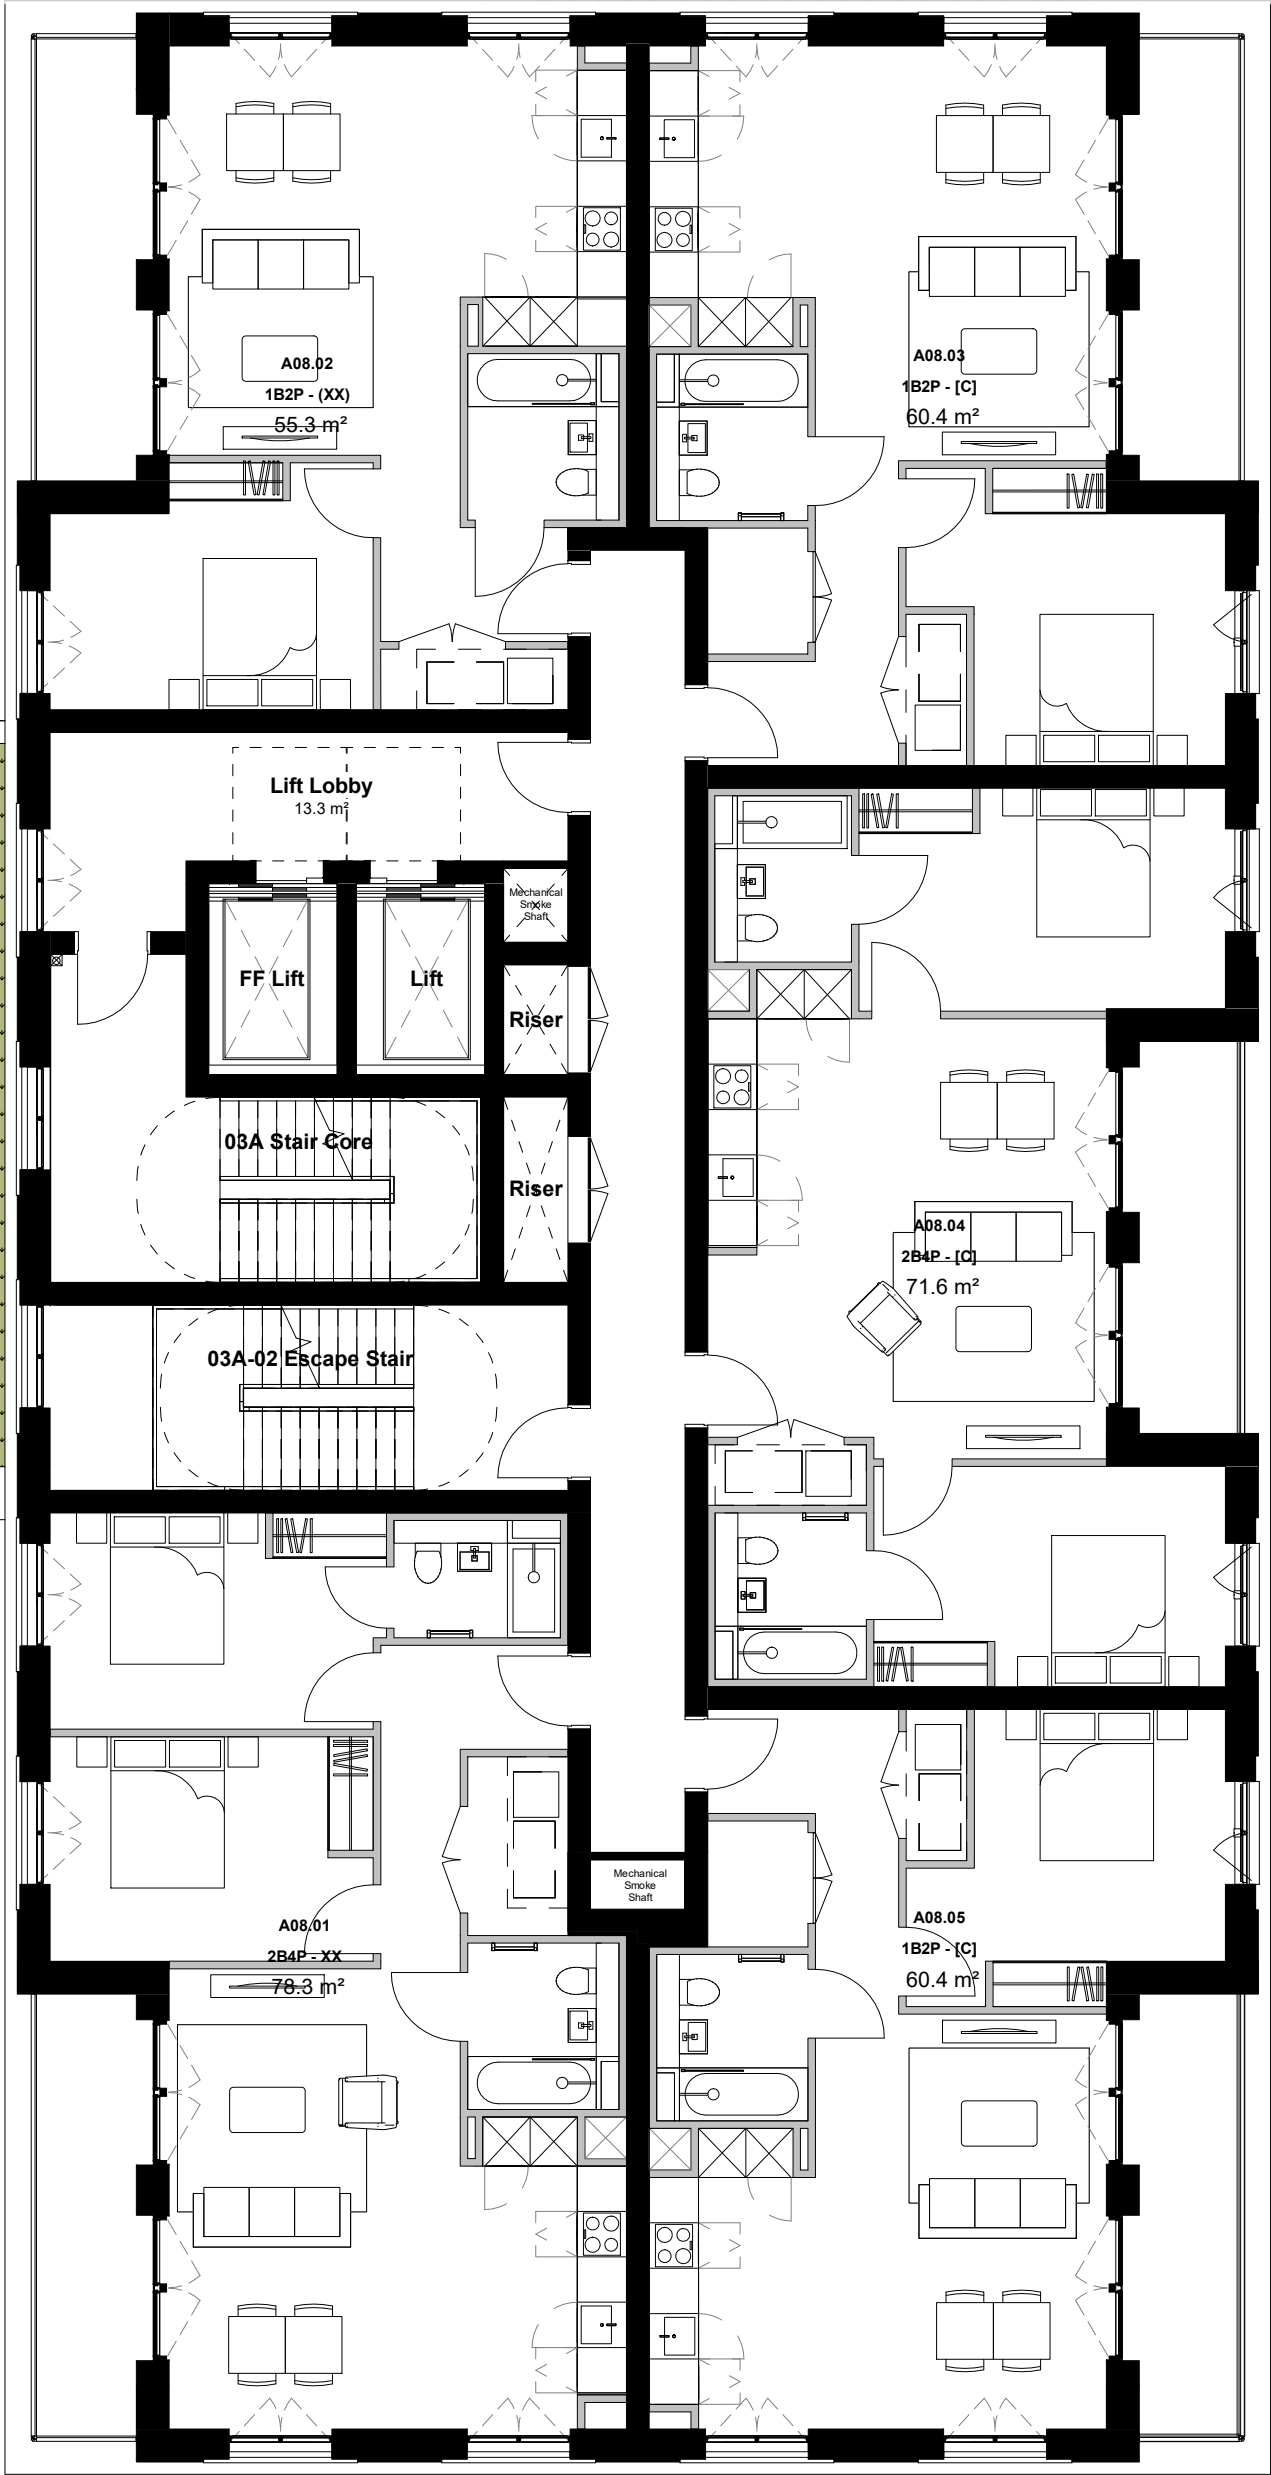 A08.02
1B2P - (XX)
55.3 m²
A08.03
1B2P - [C]
60.4 m²
Lift Lobby
13.3 m²
Mechanical
Smoke
Shaft
FF Lift
Lift
Riser
03A Stair Core
Riser
A08.04
2B4P - [C]
71.6 m²
03A-02 Escape Stair
Mechanical
Smoke
Shaft
A08.01
2B4P - XX
78.3 m²
A08.05
1B2P - [C]
60.4 m²